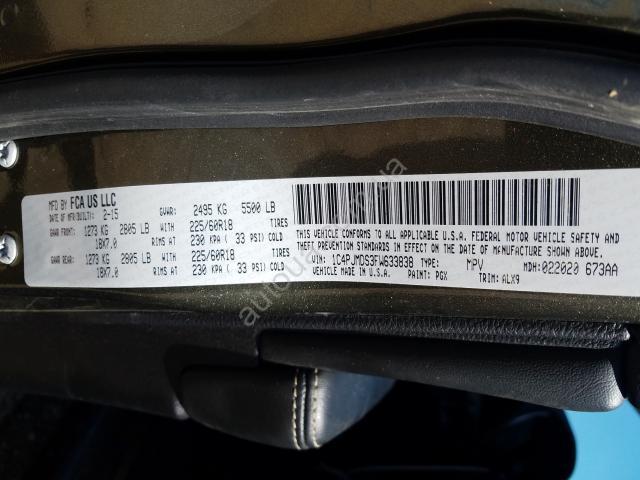 MFD BY FCA US LLC
DATE OF MFR(BUILT): 2-15 GVWR: 2495 KG 5500 LB
GAWR FRONT: 1273 KG 2805 LB WITH 225/60R18 TIRES
18X7.0 RIMS AT 230 KPA ( 33 PSI) COLD
GAWR REAR: 1273 KG 2805 LB WITH 225/60R18 TIRES
18X7.0 RIMS AT 230 KPA ( 33 PSI) COLD
THIS VEHICLE CONFORMS TO ALL APPLICABLE U.S.A. FEDERAL MOTOR VEHICLE SAFETY AND
THEFT PREVENTION STANDARDS IN EFFECT ON THE DATE OF MANUFACTURE SHOWN ABOVE.
VIN: 1C4PJMDS3FW633838 TYPE: MPV MDH:022020 673AA
VEHICLE MADE IN U.S.A. PAINT: PGX TRIM: ALX9